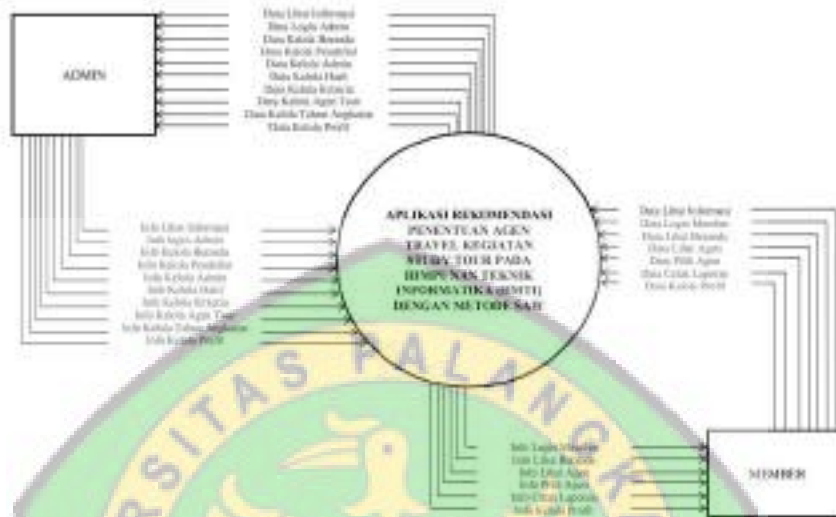 Data Lihat Informasi
Data Login Admin
Data Kelola Beranda
Data Kelola Pendaftar
Data Kelola Admin
Data Kelola Hasil
Data Kelola Kriteria
Data Kelola Agen Tour
Data Kelola Tahun Angkatan
Data Kelola Profil
ADMIN
APLIKASI REKOMENDASI
PENENTUAN AGEN
TRAVEL KEGIATAN
STUDY TOUR PADA
HIMPUNAN TEKNIK
INFORMATIKA (HMTI)
DENGAN METODE SAW
Info Lihat Informasi
Info login Admin
Info Kelola Beranda
Info Kelola Pendaftar
Info Kelola Admin
Info Kelola Hasil
Info Kelola Kriteria
Info Kelola Agen Tour
Info Kelola Tahun Angkatan
Info Kelola Profil
Data Lihat Informasi
Data Login Member
Data Lihat Beranda
Data Lihat Agen
Data Pilih Agen
Data Cetak Laporan
Data Kelola Profil
Info Login Member
Info Lihat Beranda
Info Lihat Agen
Info Pilih Agen
Info Cetak Laporan
Info Kelola Profil
MEMBER
SITAS PALANGK